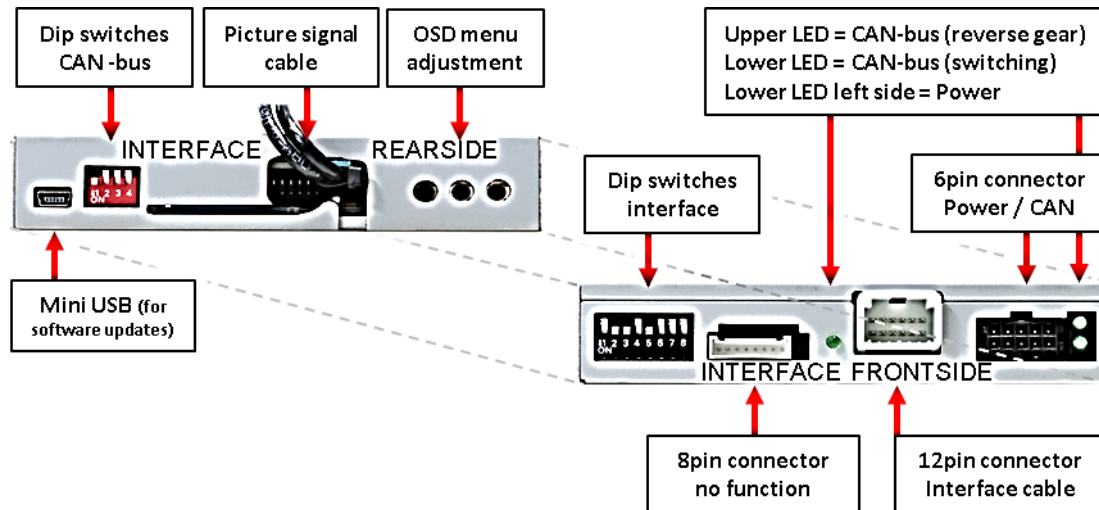 Dip switches
CAN -bus
Picture signal
cable
OSD menu
adjustment
Upper LED = CAN-bus (reverse gear)
Lower LED = CAN-bus (switching)
Lower LED left side = Power
INTERFACE REARSIDE
1 2 3 4
ON
Dip switches
interface
6pin connector
Power / CAN
Mini USB (for
software updates)
1 2 3 4 5 6 7 8
ON
INTERFACE FRONTSIDE
8pin connector
no function
12pin connector
Interface cable